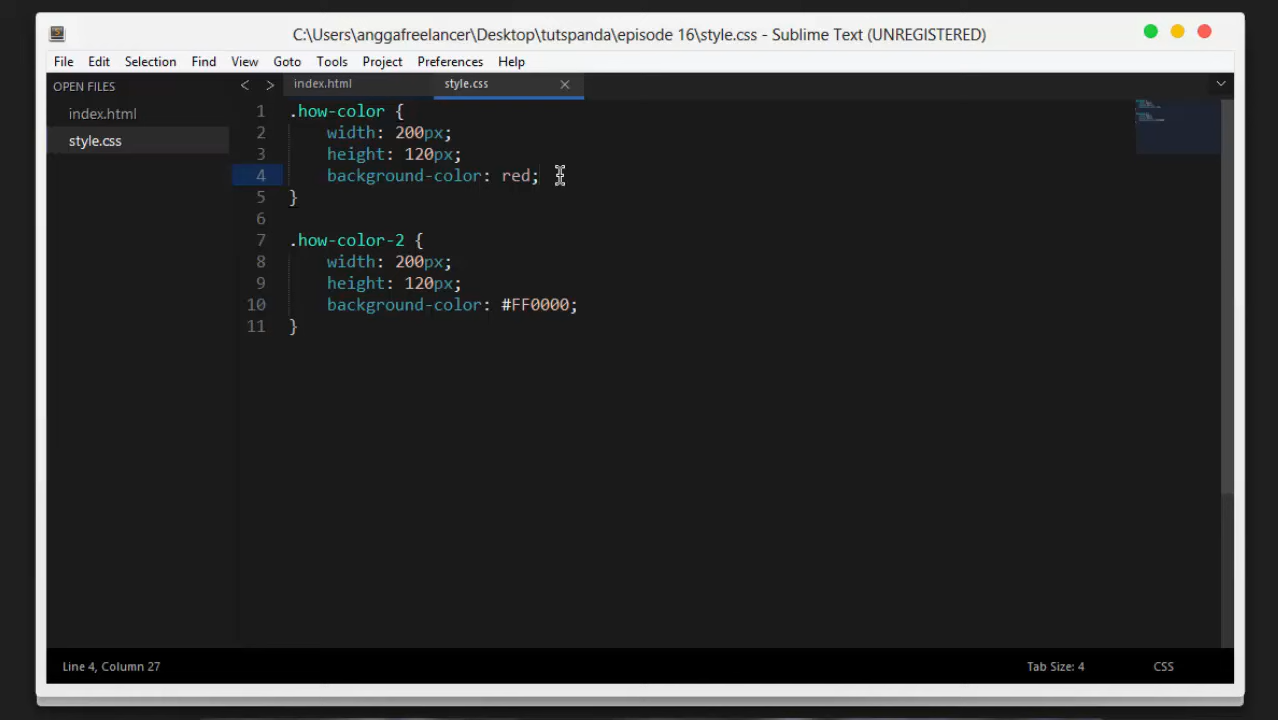 C:\Users\anggafreelancer\Desktop\tutspanda\episode 16\style.css - Sublime Text (UNREGISTERED)
File Edit Selection Find View Goto Tools Project Preferences Help
OPEN FILES
index.html
style.css
< > index.html style.css ×
1 .how-color {
2 width: 200px;
3 height: 120px;
4 background-color: red;
5 }
6
7 .how-color-2 {
8 width: 200px;
9 height: 120px;
10 background-color: #FF0000;
11 }
Line 4, Column 27 Tab Size: 4 CSS